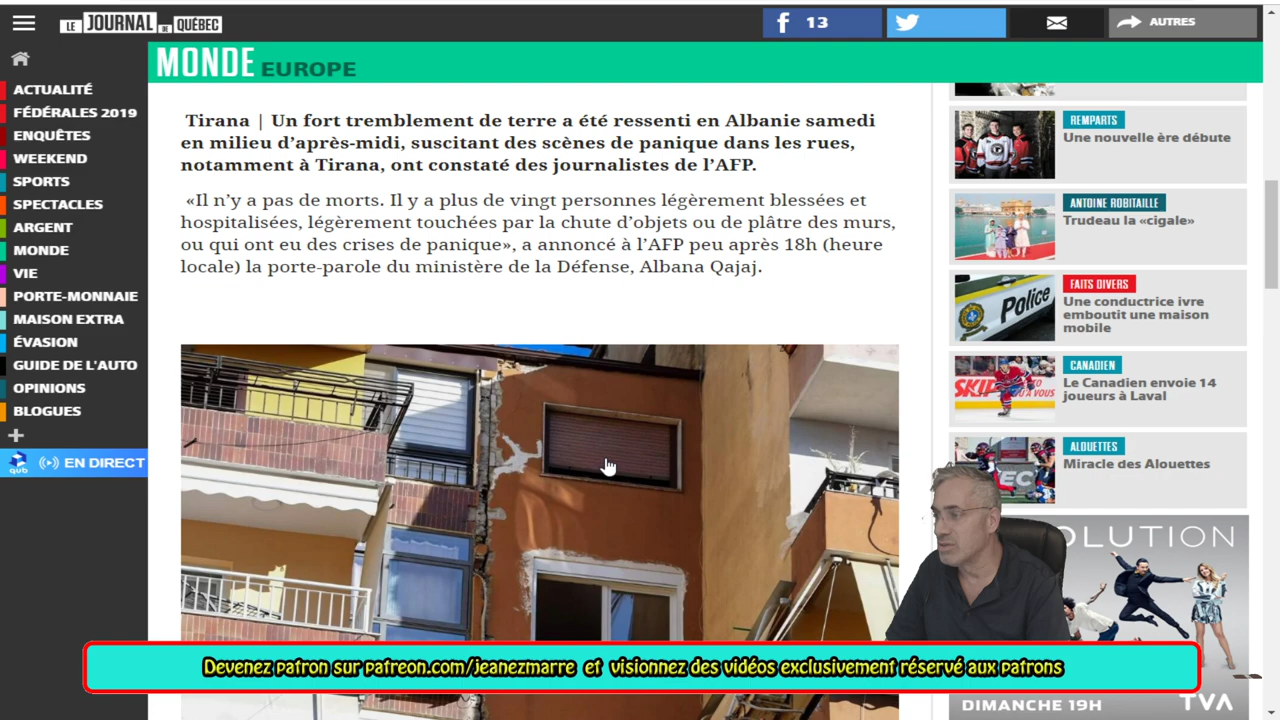 LE JOURNAL DE QUÉBEC
13
AUTRES
MONDE EUROPE
ACTUALITÉ
FÉDÉRALES 2019
ENQUÊTES
WEEKEND
SPORTS
SPECTACLES
ARGENT
MONDE
VIE
PORTE-MONNAIE
MAISON EXTRA
ÉVASION
GUIDE DE L'AUTO
OPINIONS
BLOGUES
QUB EN DIRECT
Tirana | Un fort tremblement de terre a été ressenti en Albanie samedi
en milieu d’après-midi, suscitant des scènes de panique dans les rues,
notamment à Tirana, ont constaté des journalistes de l’AFP.
«Il n’y a pas de morts. Il y a plus de vingt personnes légèrement blessées et
hospitalisées, legèrement touchées par la chute d’objets ou de plâtre des murs,
ou qui ont eu des crises de panique», a annoncé à l’AFP peu après 18h (heure
locale) la porte-parole du ministère de la Défense, Albana Qajaj.
REMPARTS
Une nouvelle ère débute
ANTOINE ROBITAILLE
Trudeau la «cigale»
Police
FAITS DIVERS
Une conductrice ivre
emboutit une maison
mobile
SKIP
CANADIEN
Le Canadien envoie 14
joueurs à Laval
ALOUETTES
Miracle des Alouettes
OLUTION
DIMANCHE 19H
TVA
Devenez patron sur patreon.com/jeanezmarre et visionnez des vidéos exclusivement réservé aux patrons